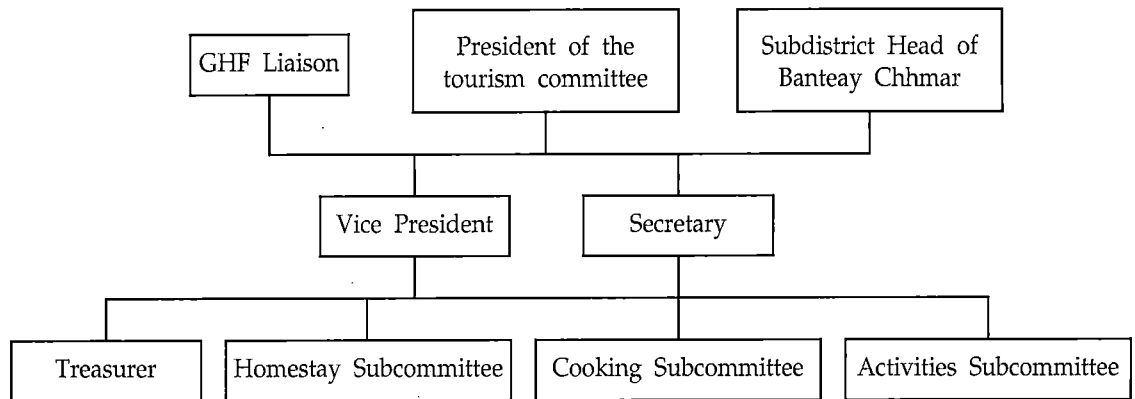 GHF Liaison
President of the
tourism committee
Subdistrict Head of
Banteay Chhmar
Vice President
Secretary
Treasurer
Homestay Subcommittee
Cooking Subcommittee
Activities Subcommittee